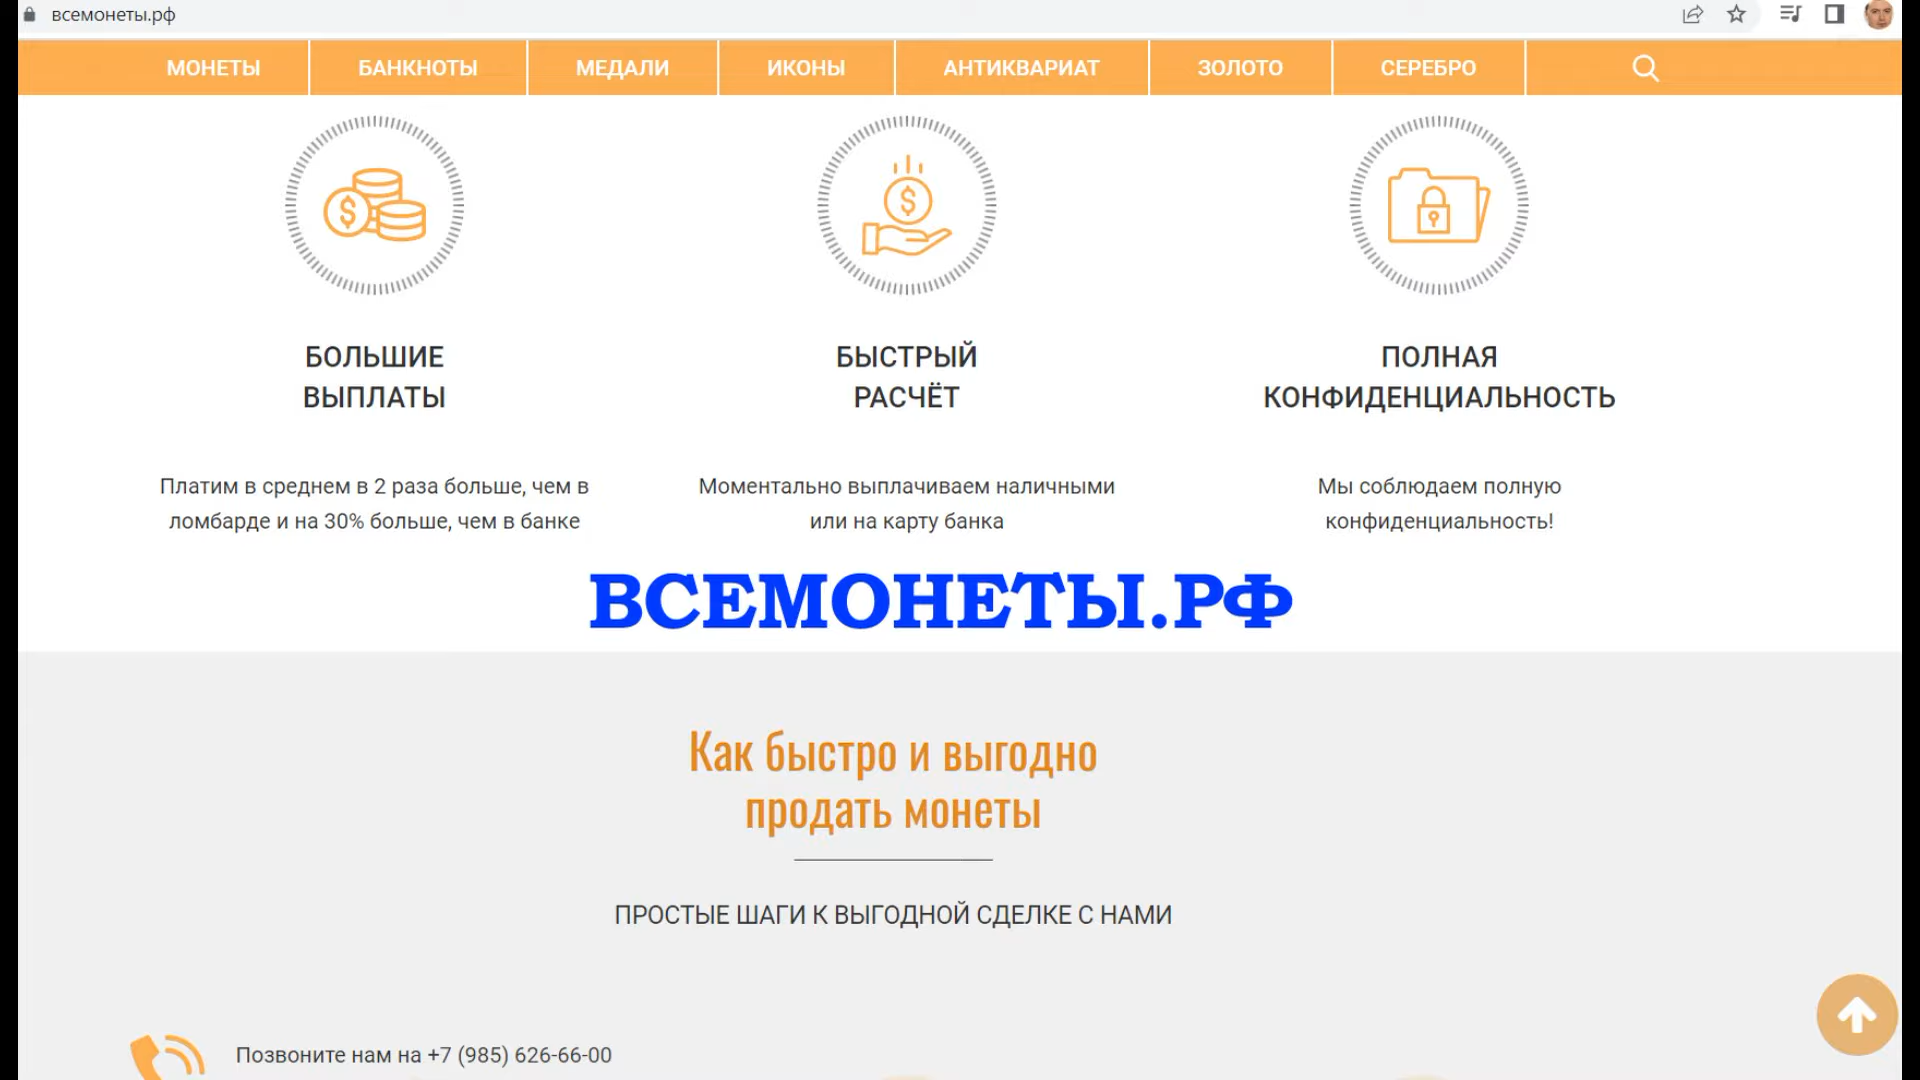 всемонеты.рф
МОНЕТЫ БАНКНОТЫ МЕДАЛИ ИКОНЫ АНТИКВАРИАТ ЗОЛОТО СЕРЕБРО
БОЛЬШИЕ
ВЫПЛАТЫ
Платим в среднем в 2 раза больше, чем в
ломбарде и на 30% больше, чем в банке
БЫСТРЫЙ
РАСЧЁТ
Моментально выплачиваем наличными
или на карту банка
ПОЛНАЯ
КОНФИДЕНЦИАЛЬНОСТЬ
Мы соблюдаем полную
конфиденциальность!
ВСЕМОНЕТЫ.РФ
Как быстро и выгодно
продать монеты
ПРОСТЫЕ ШАГИ К ВЫГОДНОЙ СДЕЛКЕ С НАМИ
Позвоните нам на +7 (985) 626-66-00